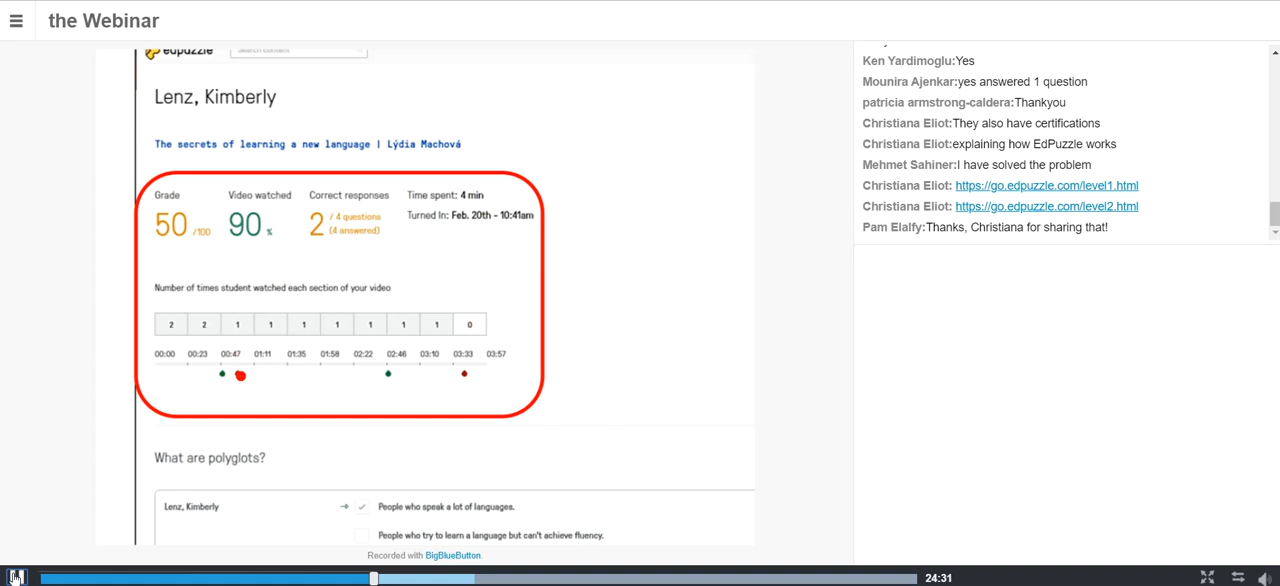 the Webinar
edpuzzle
Search content
Lenz, Kimberly
The secrets of learning a new language | Lýdia Machová
Grade
Video watched
Correct responses
Time spent: 4 min
50 /100
90 %
2 / 4 questions
(4 answered)
Turned In: Feb. 20th - 10:41am
Number of times student watched each section of your video
2 2 1 1 1 1 1 1 1 0
00:00 00:23 00:47 01:11 01:35 01:58 02:22 02:46 03:10 03:33 03:57
What are polyglots?
Lenz, Kimberly
People who speak a lot of languages.
People who try to learn a language but can't achieve fluency.
Recorded with BigBlueButton.
Ken Yardimoglu:Yes
Mounira Ajenkar:yes answered 1 question
patricia armstrong-caldera:Thankyou
Christiana Eliot:They also have certifications
Christiana Eliot:explaining how EdPuzzle works
Mehmet Sahiner:I have solved the problem
Christiana Eliot: https://go.edpuzzle.com/level1.html
Christiana Eliot: https://go.edpuzzle.com/level2.html
Pam Elalfy:Thanks, Christiana for sharing that!
24:31